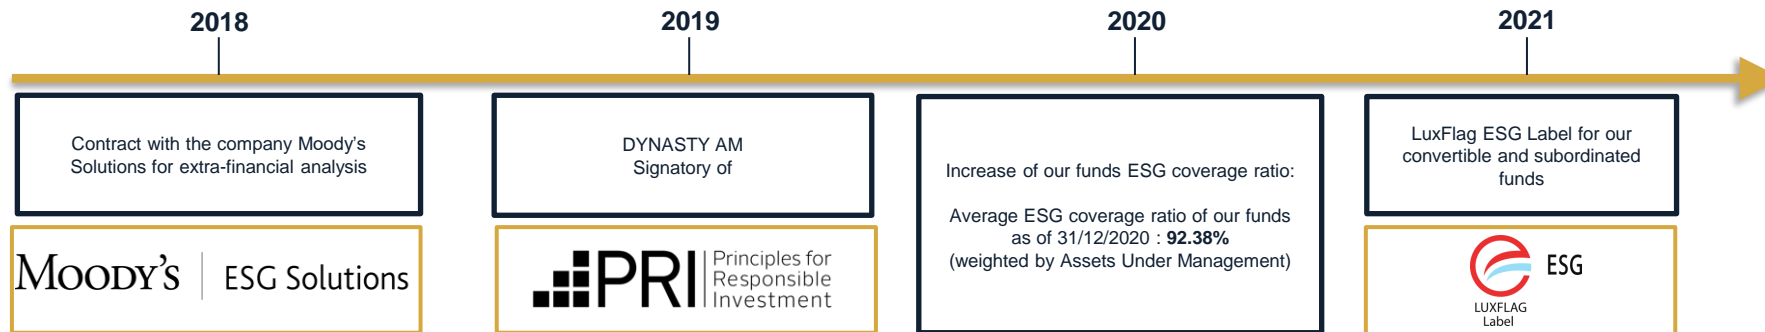 2018
2019
2020
2021
Contract with the company Moody's
Solutions for extra-financial analysis
MOODY'S
ESG Solutions
DYNASTY AM
Signatory of
PRI
Principles for
Responsible
Investment
Increase of our funds ESG coverage ratio:
Average ESG coverage ratio of our funds
as of 31/12/2020 : 92.38%
(weighted by Assets Under Management)
LuxFlag ESG Label for our
convertible and subordinated
funds
ESG
LUXFLAG
Label